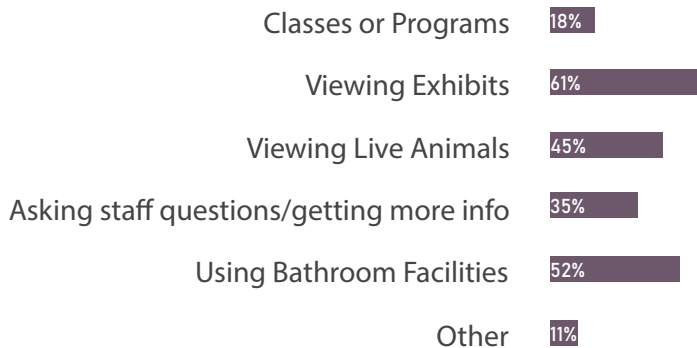 Classes or Programs 18%
Viewing Exhibits 61%
Viewing Live Animals 45%
Asking staff questions/getting more info 35%
Using Bathroom Facilities 52%
Other 11%